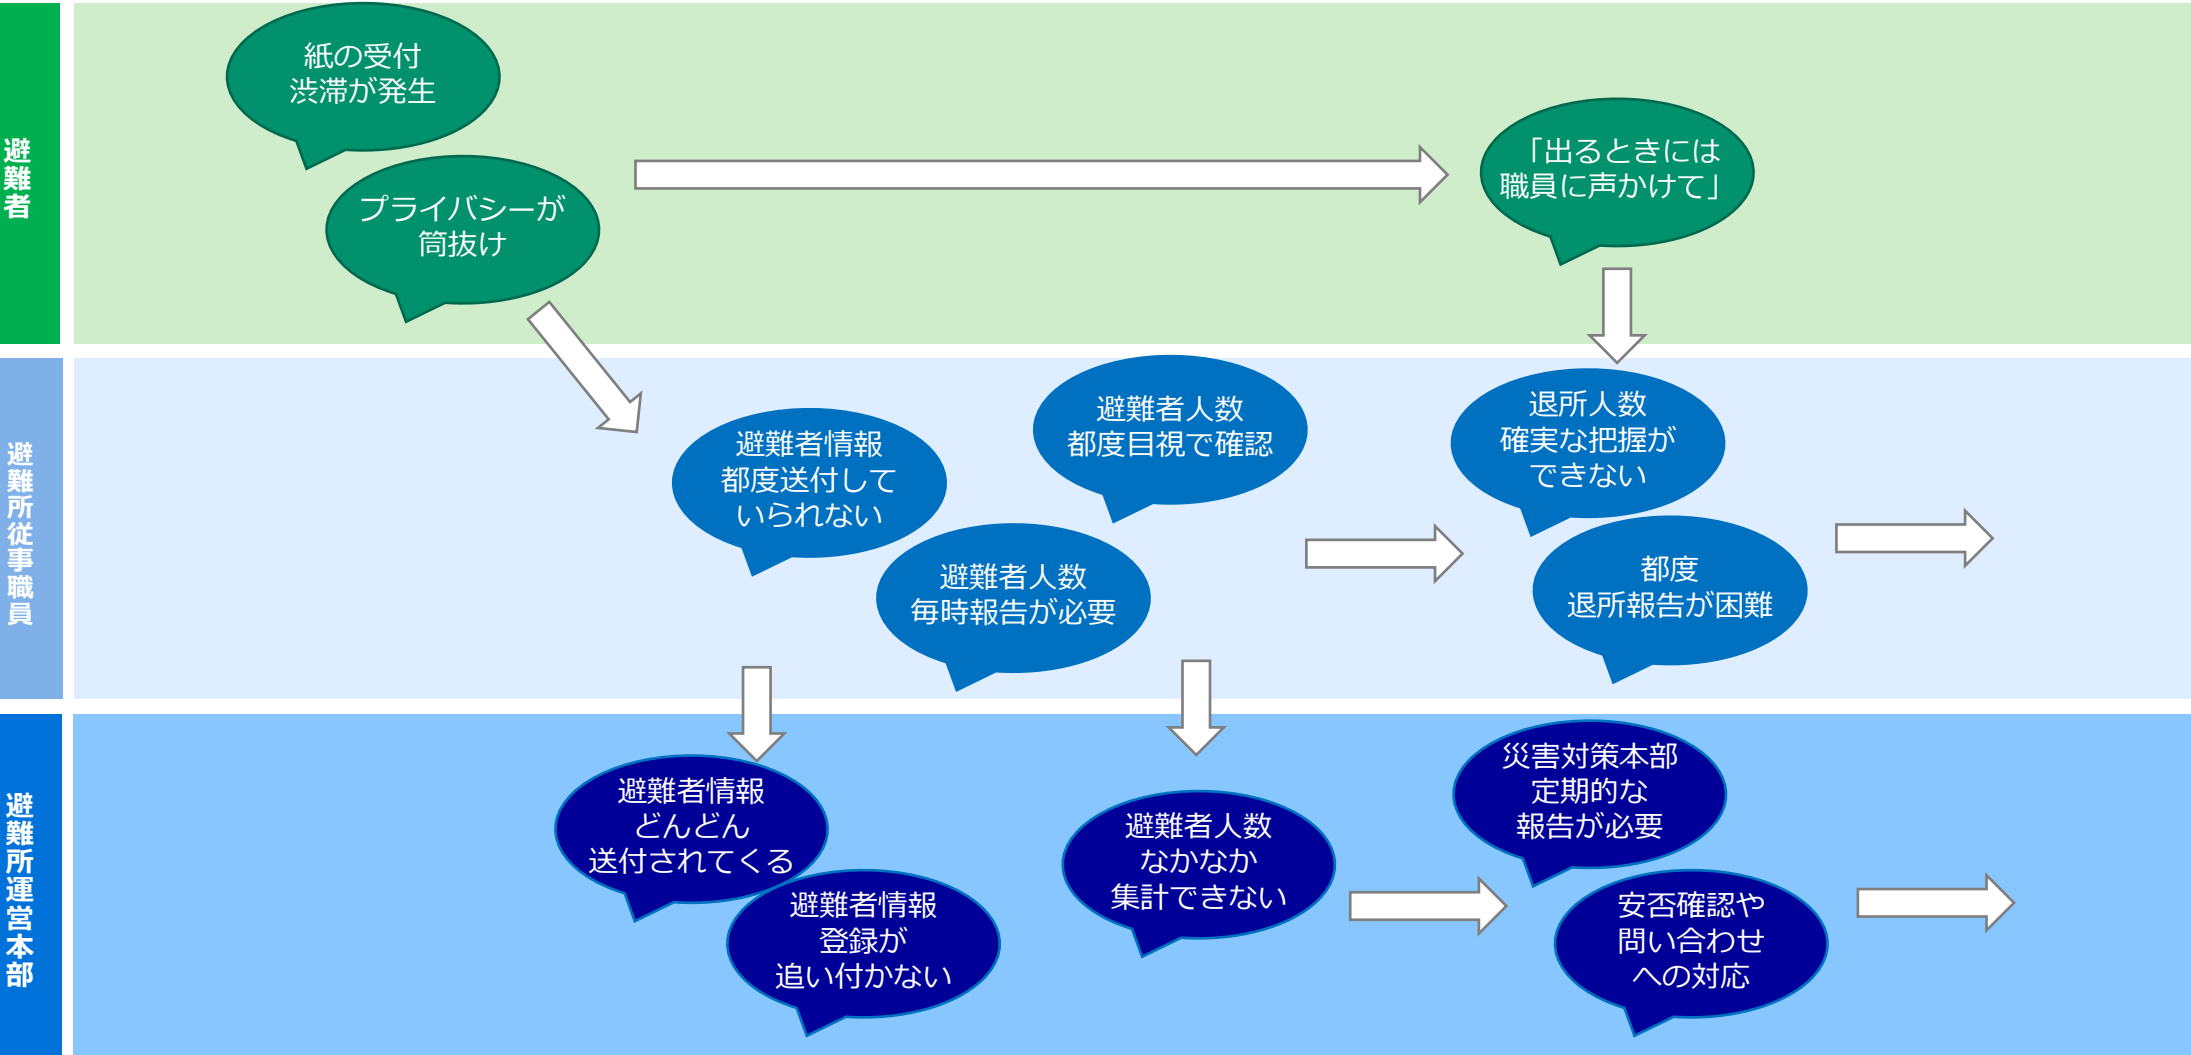 避難者
紙の受付
渋滞が発生
プライバシーが
筒抜け
「出るときには
職員に声かけて」
避難所従事職員
避難者情報
都度送付して
いられない
避難者人数
毎時報告が必要
避難者人数
都度目視で確認
退所人数
確実な把握が
できない
都度
退所報告が困難
避難所運営本部
避難者情報
どんどん
送付されてくる
避難者情報
登録が
追い付かない
避難者人数
なかなか
集計できない
災害対策本部
定期的な
報告が必要
安否確認や
問い合わせ
への対応